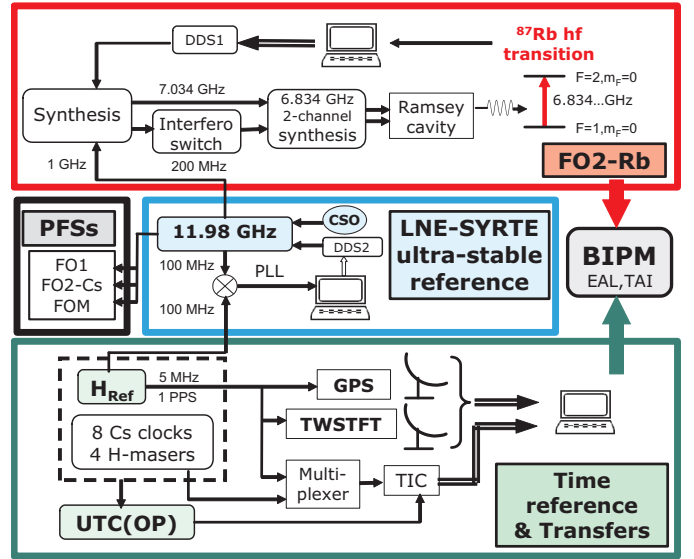 DDS1
87Rb hf
transition
7.034 GHz
Synthesis
Interfero
switch
6.834 GHz
2-channel
synthesis
Ramsey
cavity
F=2,mF=0
6.834...GHz
F=1,mF=0
1 GHz
200 MHz
FO2-Rb
PFSs
FO1
FO2-Cs
FOM
11.98 GHz
CSO
DDS2
100 MHz
PLL
100 MHz
LNE-SYRTE
ultra-stable
reference
BIPM
EAL,TAI
HRef
5 MHz
1 PPS
GPS
TWSTFT
8 Cs clocks
4 H-masers
Multi-
plexer
TIC
UTC(OP)
Time
reference
& Transfers